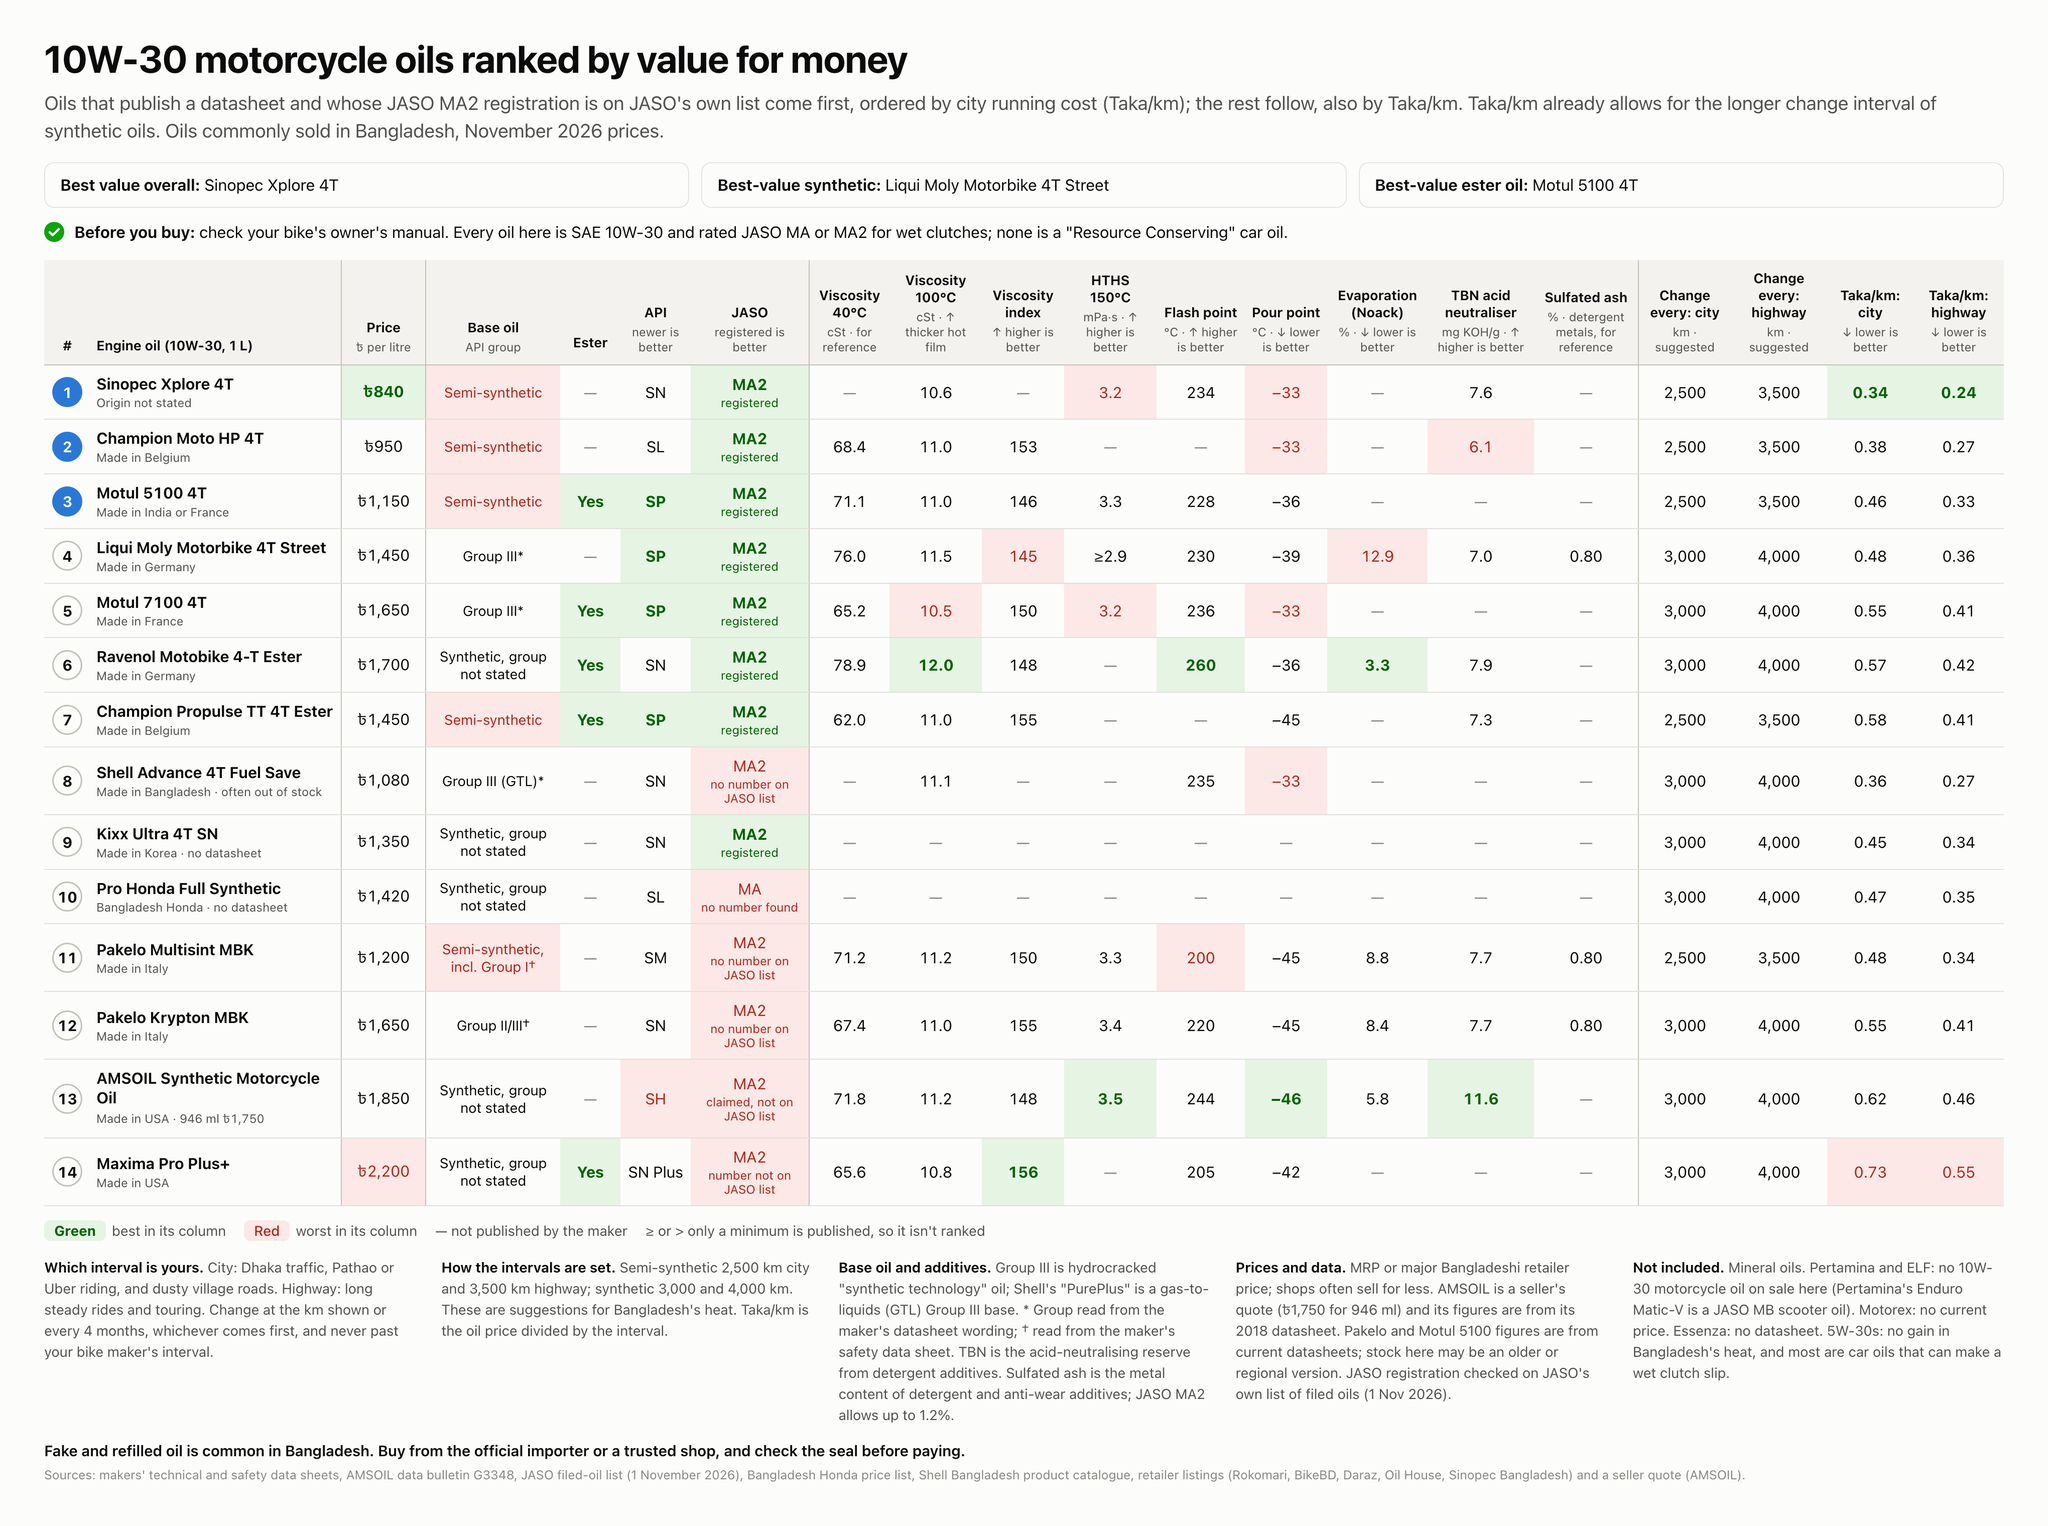 10W-30 motorcycle oils ranked by value for money
Oils that publish a datasheet and whose JASO MA2 registration is on JASO's own list come first, ordered by city running cost (Taka/km); the rest follow, also by Taka/km. Taka/km already allows for the longer change interval of
synthetic oils. Oils commonly sold in Bangladesh, November 2026 prices.
Best value overall: Sinopec Xplore 4T
Best-value synthetic: Liqui Moly Motorbike 4T Street
Best-value ester oil: Motul 5100 4T
Before you buy: check your bike's owner's manual. Every oil here is SAE 10W-30 and rated JASO MA or MA2 for wet clutches; none is a "Resource Conserving" car oil.
# Engine oil (10W-30, 1 L)
Price
৳ per litre
Base oil
API group
Ester
API
newer is
better
JASO
registered is
better
Viscosity
40°C
cSt · for
reference
Viscosity
100°C
cSt · ↑
thicker hot
film
Viscosity
index
↑ higher is
better
HTHS
150°C
mPa·s · ↑
higher is
better
Flash point
°C · ↑ higher
is better
Pour point
°C · ↓ lower
is better
Evaporation
(Noack)
% · ↓ lower is
better
TBN acid
neutraliser
mg KOH/g · ↑
higher is better
Sulfated ash
% · detergent
metals, for
reference
Change
every: city
km ·
suggested
Change
every:
highway
km ·
suggested
Taka/km:
city
↓ lower is
better
Taka/km:
highway
↓ lower is
better
1 Sinopec Xplore 4T ৳840 Semi-synthetic — SN MA2 — 10.6 — 3.2 234 −33 — 7.6 — 2,500 3,500 0.34 0.24
Origin not stated registered
2 Champion Moto HP 4T ৳950 Semi-synthetic — SL MA2 68.4 11.0 153 — — −33 — 6.1 — 2,500 3,500 0.38 0.27
Made in Belgium registered
3 Motul 5100 4T ৳1,150 Semi-synthetic Yes SP MA2 71.1 11.0 146 3.3 228 −36 — — — 2,500 3,500 0.46 0.33
Made in India or France registered
4 Liqui Moly Motorbike 4T Street ৳1,450 Group III* — SP MA2 76.0 11.5 145 ≥2.9 230 −39 12.9 7.0 0.80 3,000 4,000 0.48 0.36
Made in Germany registered
5 Motul 7100 4T ৳1,650 Group III* Yes SP MA2 65.2 10.5 150 3.2 236 −33 — — — 3,000 4,000 0.55 0.41
Made in France registered
6 Ravenol Motobike 4-T Ester ৳1,700 Synthetic, group Yes SN MA2 78.9 12.0 148 — 260 −36 3.3 7.9 — 3,000 4,000 0.57 0.42
Made in Germany not stated registered
7 Champion Propulse TT 4T Ester ৳1,450 Semi-synthetic Yes SP MA2 62.0 11.0 155 — — −45 — 7.3 — 2,500 3,500 0.58 0.41
Made in Belgium registered
8 Shell Advance 4T Fuel Save ৳1,080 Group III (GTL)* — SN MA2 — 11.1 — — 235 −33 — — — 3,000 4,000 0.36 0.27
Made in Bangladesh · often out of stock no number on
JASO list
9 Kixx Ultra 4T SN ৳1,350 Synthetic, group — SN MA2 — — — — — — — — — 3,000 4,000 0.45 0.34
Made in Korea · no datasheet not stated registered
10 Pro Honda Full Synthetic ৳1,420 Synthetic, group — SL MA — — — — — — — — — 3,000 4,000 0.47 0.35
Bangladesh Honda · no datasheet not stated no number found
11 Pakelo Multisint MBK ৳1,200 Semi-synthetic, — SM MA2 71.2 11.2 150 3.3 200 −45 8.8 7.7 0.80 2,500 3,500 0.48 0.34
Made in Italy incl. Group I† no number on
JASO list
12 Pakelo Krypton MBK ৳1,650 Group II/III† — SN MA2 67.4 11.0 155 3.4 220 −45 8.4 7.7 0.80 3,000 4,000 0.55 0.41
Made in Italy no number on
JASO list
13 AMSOIL Synthetic Motorcycle ৳1,850 Synthetic, group — SH MA2 71.8 11.2 148 3.5 244 −46 5.8 11.6 — 3,000 4,000 0.62 0.46
Oil not stated claimed, not on
Made in USA · 946 ml ৳1,750 JASO list
14 Maxima Pro Plus+ ৳2,200 Synthetic, group Yes SN Plus MA2 65.6 10.8 156 — 205 −42 — — — 3,000 4,000 0.73 0.55
Made in USA not stated number not on
JASO list
Green best in its column Red worst in its column — not published by the maker ≥ or > only a minimum is published, so it isn't ranked
Which interval is yours. City: Dhaka traffic, Pathao or
Uber riding, and dusty village roads. Highway: long
steady rides and touring. Change at the km shown or
every 4 months, whichever comes first, and never past
your bike maker's interval.
How the intervals are set. Semi-synthetic 2,500 km city
and 3,500 km highway; synthetic 3,000 and 4,000 km.
These are suggestions for Bangladesh's heat. Taka/km is
the oil price divided by the interval.
Base oil and additives. Group III is hydrocracked
"synthetic technology" oil; Shell's "PurePlus" is a gas-to-
liquids (GTL) Group III base. * Group read from the
maker's datasheet wording; † read from the maker's
safety data sheet. TBN is the acid-neutralising reserve
from detergent additives. Sulfated ash is the metal
content of detergent and anti-wear additives; JASO MA2
allows up to 1.2%.
Prices and data. MRP or major Bangladeshi retailer
price; shops often sell for less. AMSOIL is a seller's
quote (৳1,750 for 946 ml) and its figures are from its
2018 datasheet. Pakelo and Motul 5100 figures are from
current datasheets; stock here may be an older or
regional version. JASO registration checked on JASO's
own list of filed oils (1 Nov 2026).
Not included. Mineral oils. Pertamina and ELF: no 10W-
30 motorcycle oil on sale here (Pertamina's Enduro
Matic-V is a JASO MB scooter oil). Motorex: no current
price. Essenza: no datasheet. 5W-30s: no gain in
Bangladesh's heat, and most are car oils that can make a
wet clutch slip.
Fake and refilled oil is common in Bangladesh. Buy from the official importer or a trusted shop, and check the seal before paying.
Sources: makers' technical and safety data sheets, AMSOIL data bulletin G3348, JASO filed-oil list (1 November 2026), Bangladesh Honda price list, Shell Bangladesh product catalogue, retailer listings (Rokomari, BikeBD, Daraz, Oil House, Sinopec Bangladesh) and a seller quote (AMSOIL).